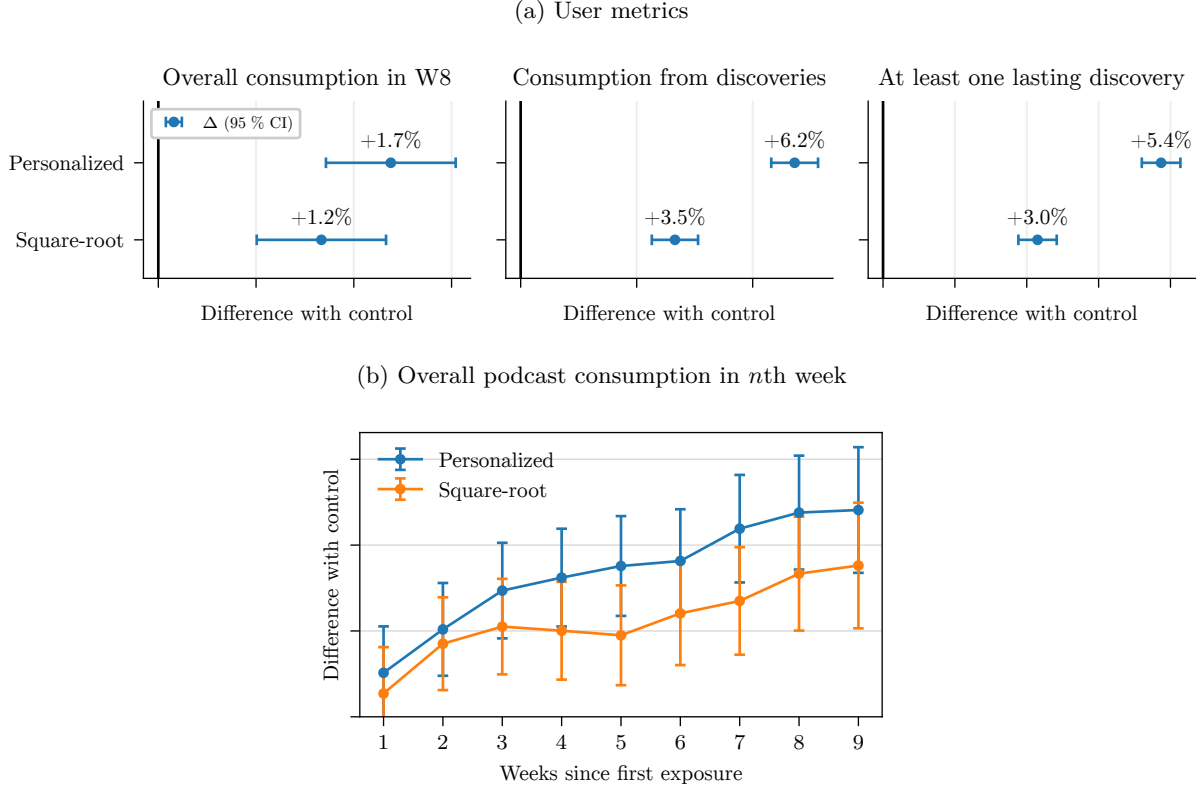 (a) User metrics
Overall consumption in W8
Consumption from discoveries
At least one lasting discovery
Δ (95 % CI)
Personalized
Square-root
+1.7%
+1.2%
+6.2%
+3.5%
+5.4%
+3.0%
Difference with control
Difference with control
Difference with control
(b) Overall podcast consumption in nth week
Difference with control
Personalized
Square-root
1 2 3 4 5 6 7 8 9
Weeks since first exposure